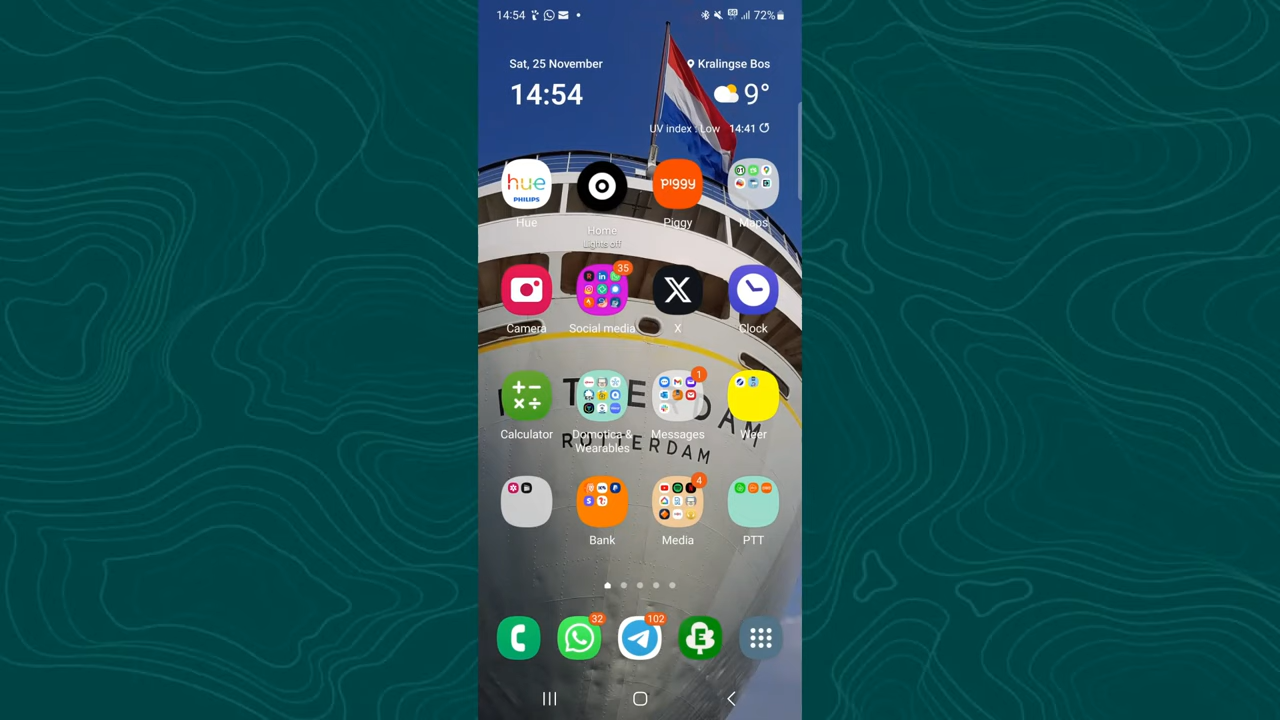 14:54
72%
Sat, 25 November
Kralingse Bos
14:54
9°
UV index : Low 14:41
hue
PHILIPS
PIGGY
01
Hue
Home
Lights off
Piggy
Maps
35
Camera
Social media
X
Clock
1
TERDAM
Calculator
Domotica &
Wearables
Messages
Weer
ROTTERDAM
4
Bank
Media
PTT
32
102
E